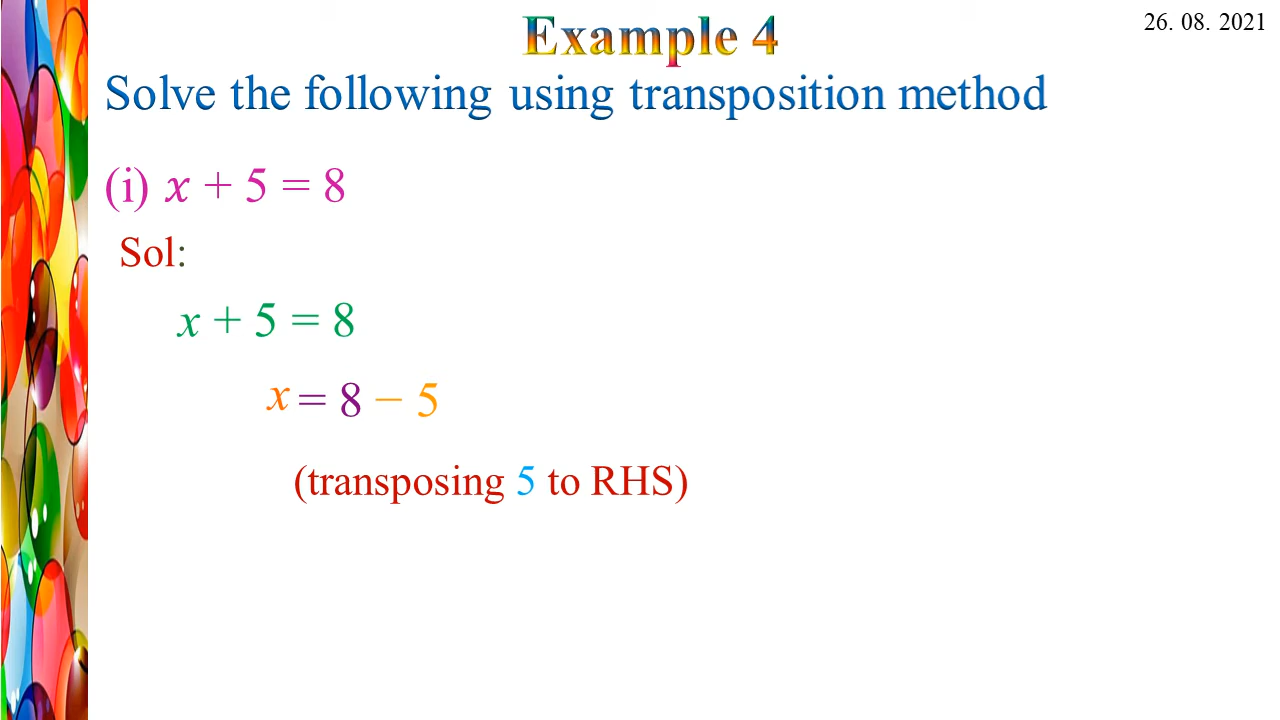 26. 08. 2021
Example 4
Solve the following using transposition method
(i) x + 5 = 8
Sol:
x + 5 = 8
x = 8 − 5
(transposing 5 to RHS)